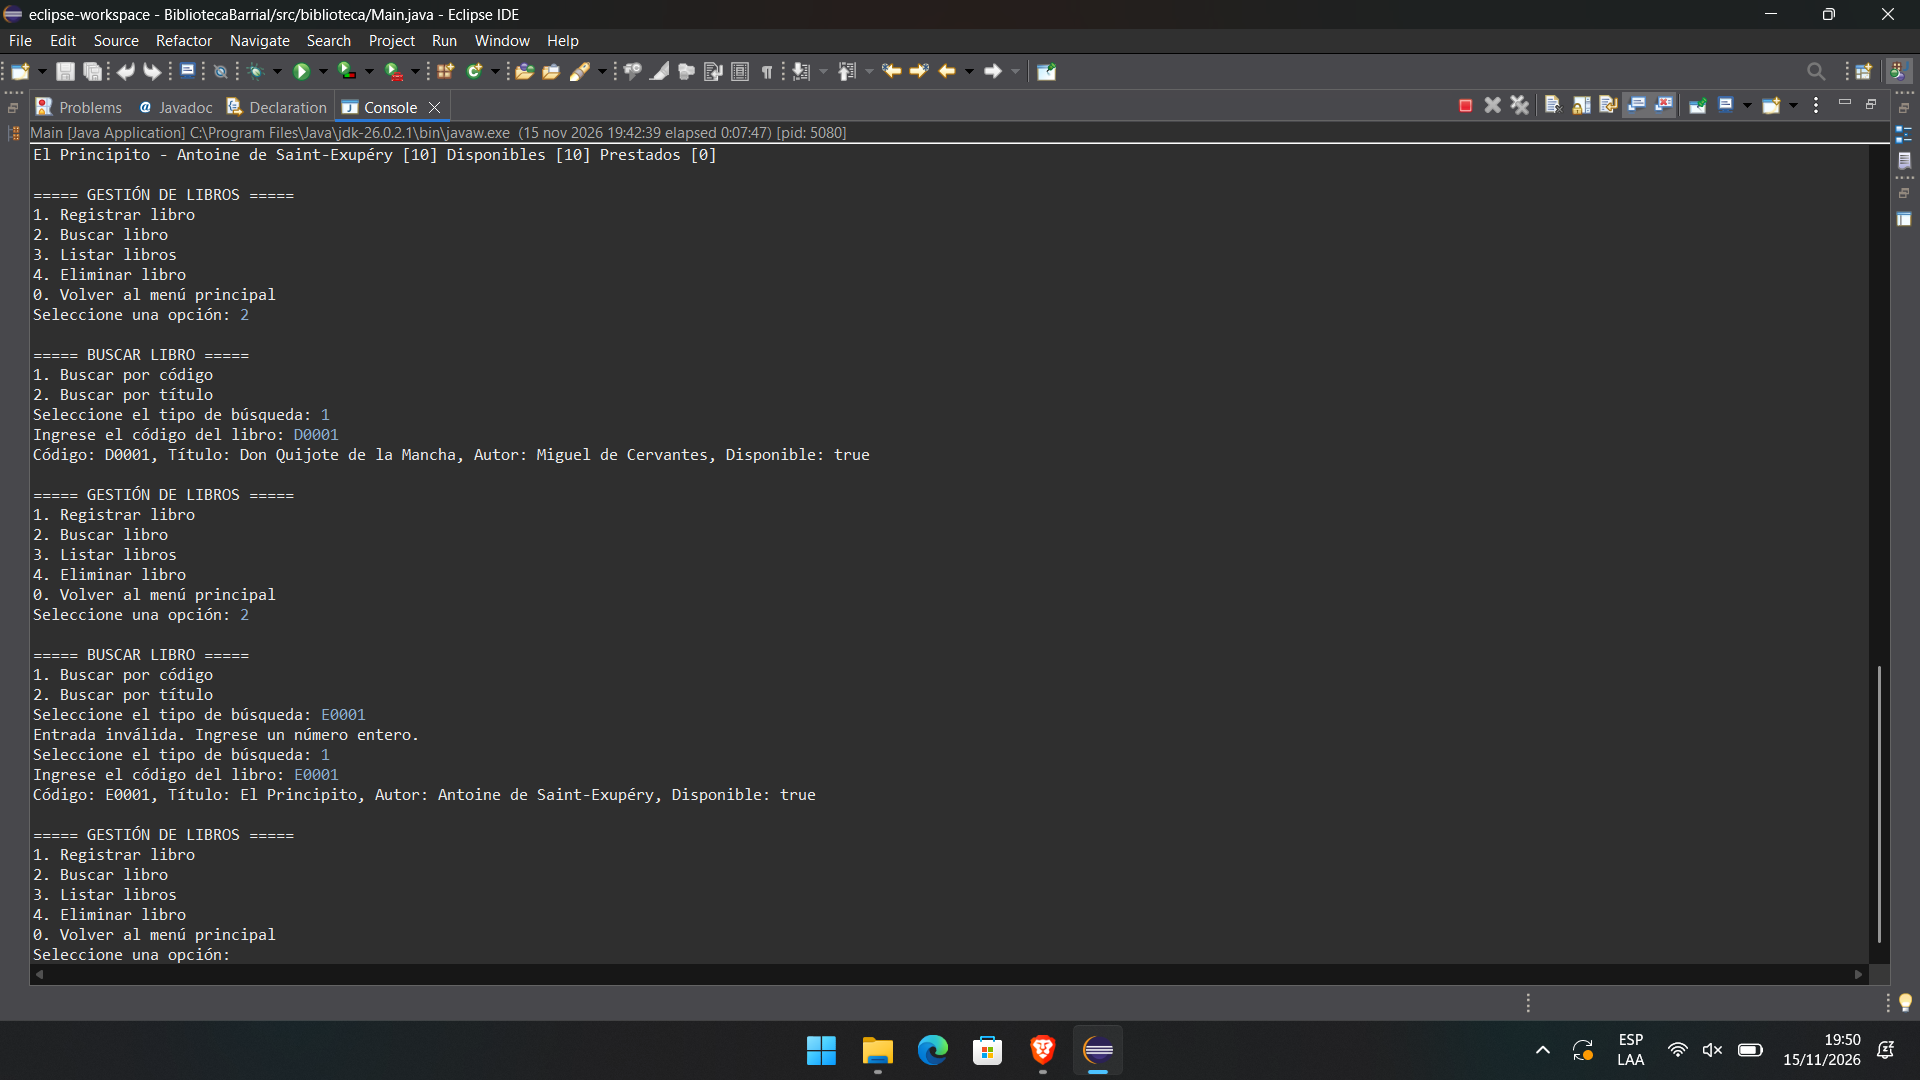 eclipse-workspace - BibliotecaBarrial/src/biblioteca/Main.java - Eclipse IDE
File Edit Source Refactor Navigate Search Project Run Window Help
Problems @ Javadoc Declaration Console
Main [Java Application] C:\Program Files\Java\jdk-26.0.2.1\bin\javaw.exe (15 nov 2026 19:42:39 elapsed 0:07:47) [pid: 5080]
El Principito - Antoine de Saint-Exupéry [10] Disponibles [10] Prestados [0]
===== GESTIÓN DE LIBROS =====
1. Registrar libro
2. Buscar libro
3. Listar libros
4. Eliminar libro
0. Volver al menú principal
Seleccione una opción: 2
===== BUSCAR LIBRO =====
1. Buscar por código
2. Buscar por título
Seleccione el tipo de búsqueda: 1
Ingrese el código del libro: D0001
Código: D0001, Título: Don Quijote de la Mancha, Autor: Miguel de Cervantes, Disponible: true
===== GESTIÓN DE LIBROS =====
1. Registrar libro
2. Buscar libro
3. Listar libros
4. Eliminar libro
0. Volver al menú principal
Seleccione una opción: 2
===== BUSCAR LIBRO =====
1. Buscar por código
2. Buscar por título
Seleccione el tipo de búsqueda: E0001
Entrada inválida. Ingrese un número entero.
Seleccione el tipo de búsqueda: 1
Ingrese el código del libro: E0001
Código: E0001, Título: El Principito, Autor: Antoine de Saint-Exupéry, Disponible: true
===== GESTIÓN DE LIBROS =====
1. Registrar libro
2. Buscar libro
3. Listar libros
4. Eliminar libro
0. Volver al menú principal
Seleccione una opción:
ESP
LAA
19:50
15/11/2026